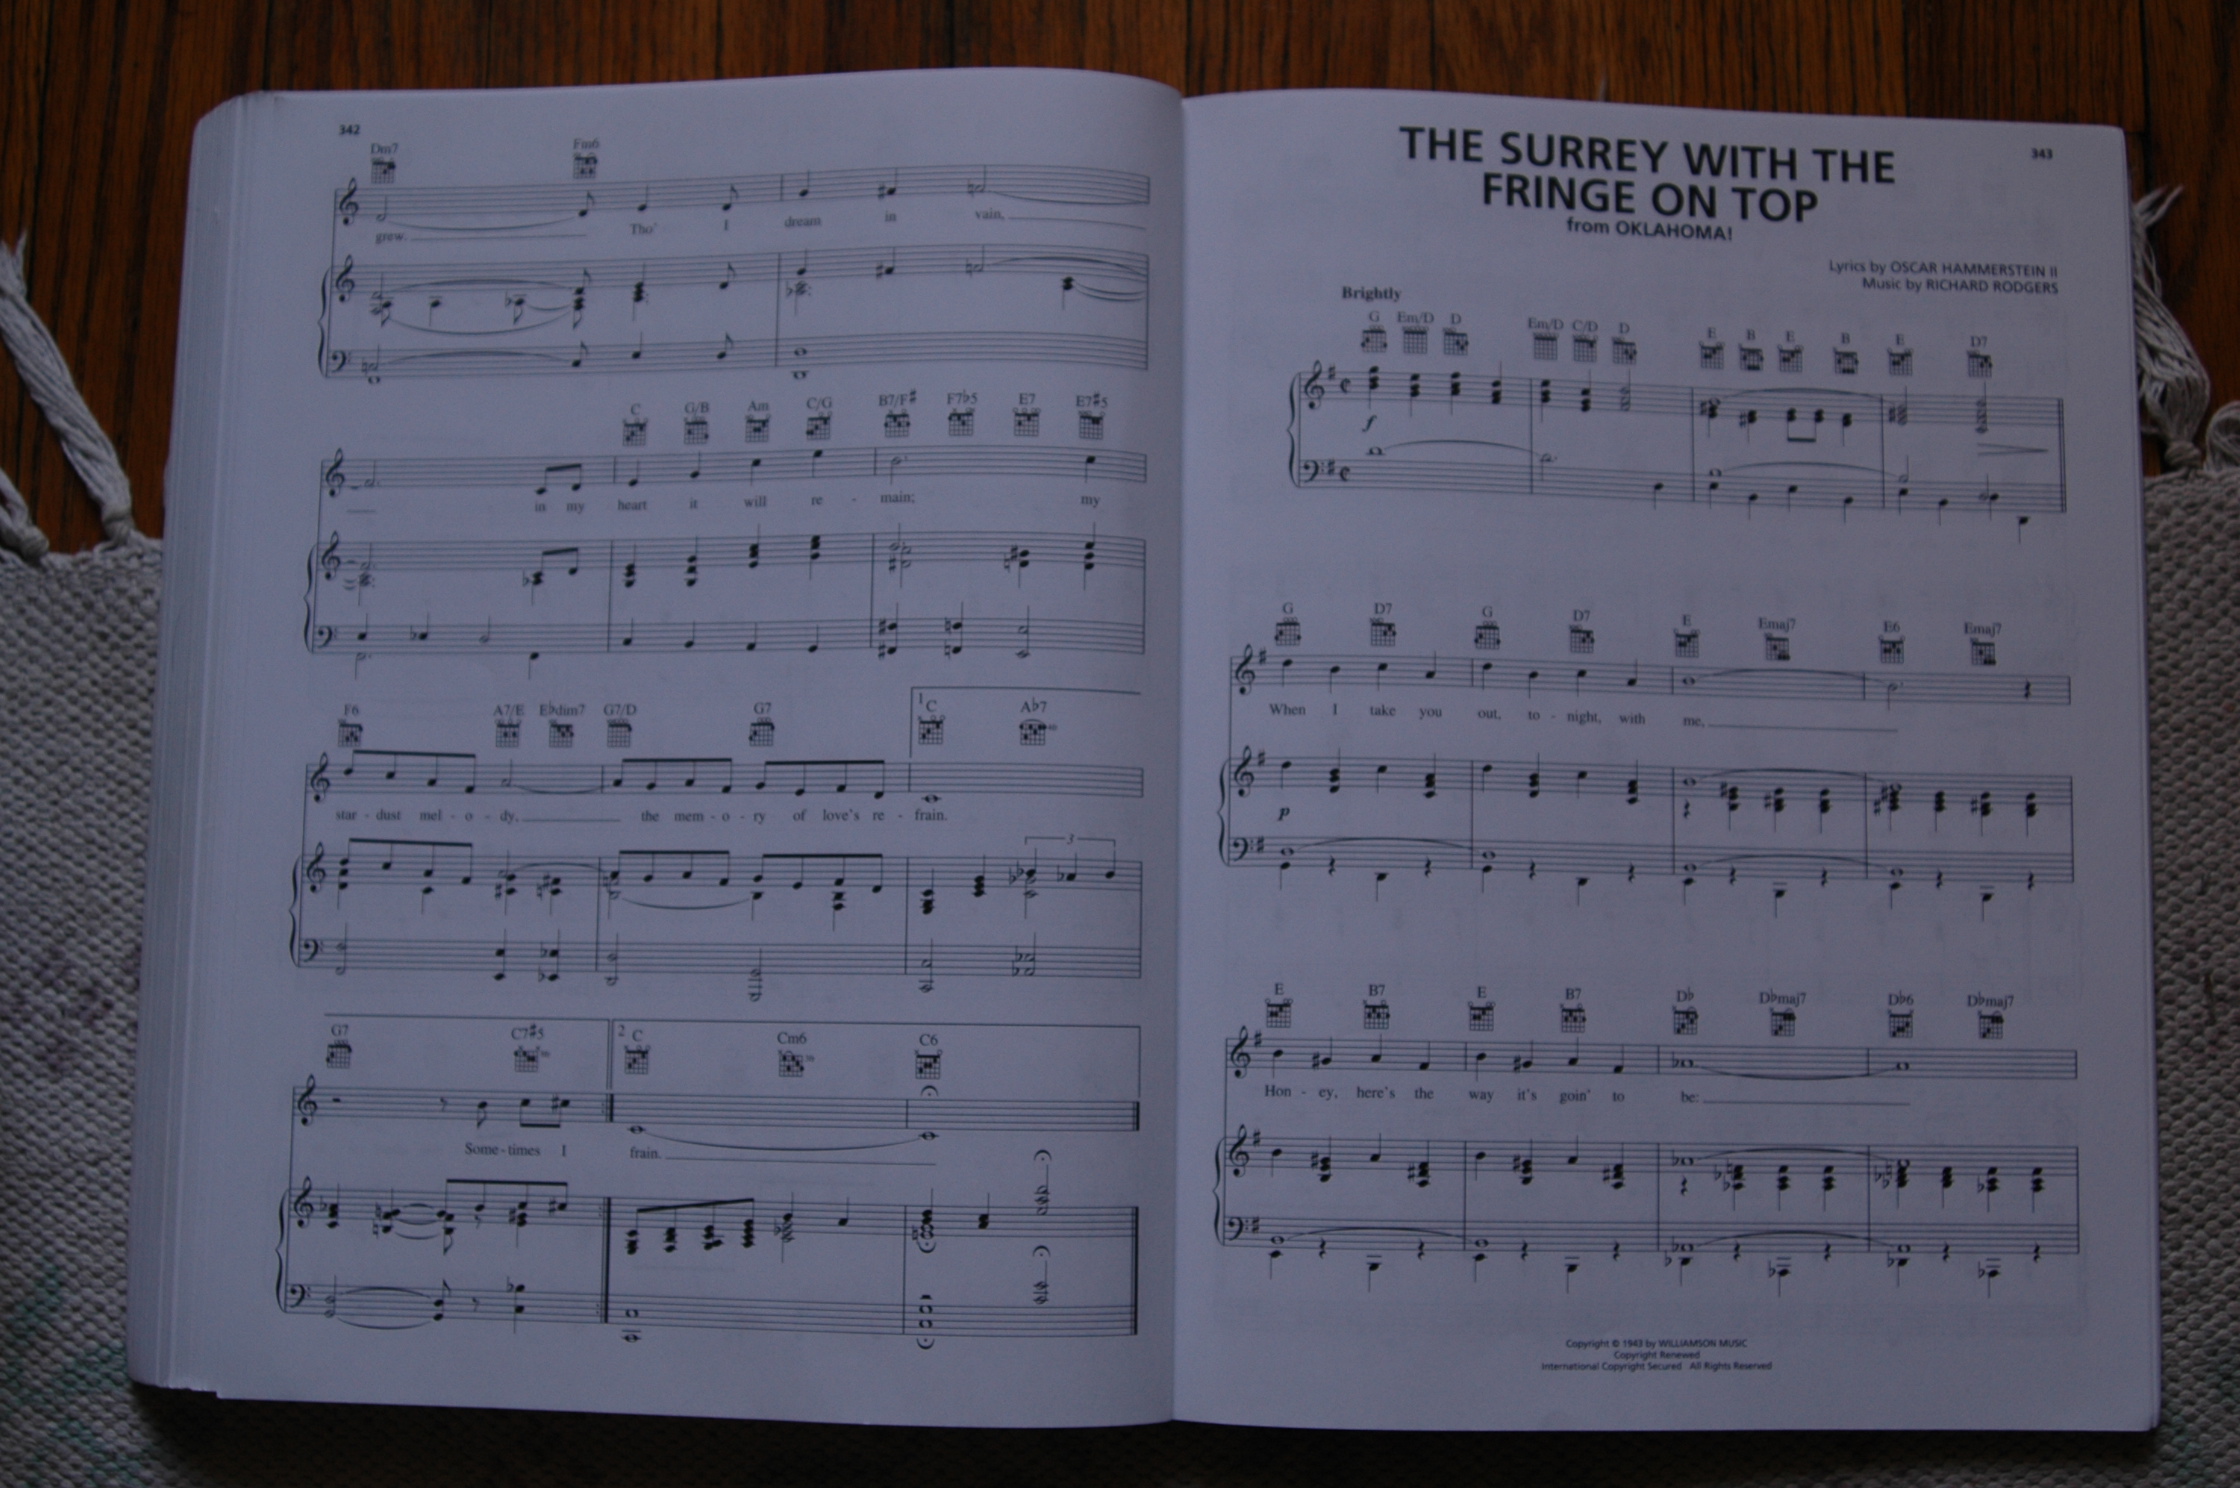 342
Dm7 Fm6
grew. Tho' I dream in vain,
C G/B Am C/G B7/F♯ F7♭5 E7 E7♯5
in my heart it will re - main; my
F6 A7/E E♭dim7 G7/D G7 1 C A♭7
star - dust mel - o - dy, the mem - o - ry of love's re - frain.
3
G7 C7♯5 2 C Cm6 C6
Some - times I frain.
343
THE SURREY WITH THE
FRINGE ON TOP
from OKLAHOMA!
Lyrics by OSCAR HAMMERSTEIN II
Music by RICHARD RODGERS
Brightly
G Em/D D Em/D C/D D E B E B E D7
f
G D7 G D7 E Emaj7 E6 Emaj7
When I take you out, to - night, with me,
p
E B7 E B7 D♭ D♭maj7 D♭6 D♭maj7
Hon - ey, here's the way it's goin' to be:
Copyright © 1943 by WILLIAMSON MUSIC
Copyright Renewed
International Copyright Secured All Rights Reserved